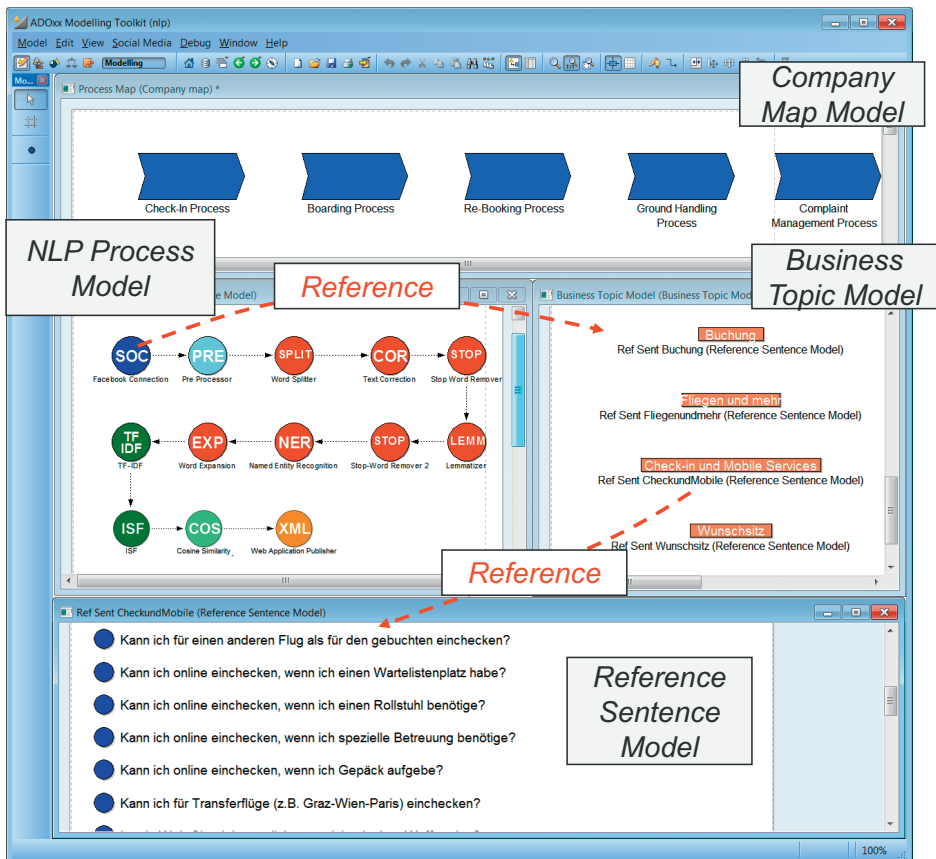 ADOxx Modelling Toolkit (nlp)
Model Edit View Social Media Debug Window Help
Modelling
Mo...
Process Map (Company map) *
Company
Map Model
Check-In Process
Boarding Process
Re-Booking Process
Ground Handling
Process
Complaint
Management Process
NLP Process
Model
Reference
Business
Topic Model
e Model)
Business Topic Model (Business Topic Mod
SOC
Facebook Connection
PRE
Pre Processor
SPLIT
Word Splitter
COR
Text Correction
STOP
Stop Word Remover
TF
IDF
TF-IDF
EXP
Word Expansion
NER
Named Entity Recognition
STOP
Stop-Word Remover 2
LEMM
Lemmatizer
ISF
ISF
COS
Cosine Similarity
XML
Web Application Publisher
Buchung
Ref Sent Buchung (Reference Sentence Model)
Fliegen und mehr
Ref Sent Fliegenundmehr (Reference Sentence Model)
Check-in und Mobile Services
Ref Sent CheckundMobile (Reference Sentence Model)
Wunschsitz
Ref Sent Wunschsitz (Reference Sentence Model)
Reference
Ref Sent CheckundMobile (Reference Sentence Model)
Kann ich für einen anderen Flug als für den gebuchten einchecken?
Kann ich online einchecken, wenn ich einen Wartelistenplatz habe?
Kann ich online einchecken, wenn ich einen Rollstuhl benötige?
Kann ich online einchecken, wenn ich spezielle Betreuung benötige?
Kann ich online einchecken, wenn ich Gepäck aufgebe?
Kann ich für Transferflüge (z.B. Graz-Wien-Paris) einchecken?
Reference
Sentence
Model
100%